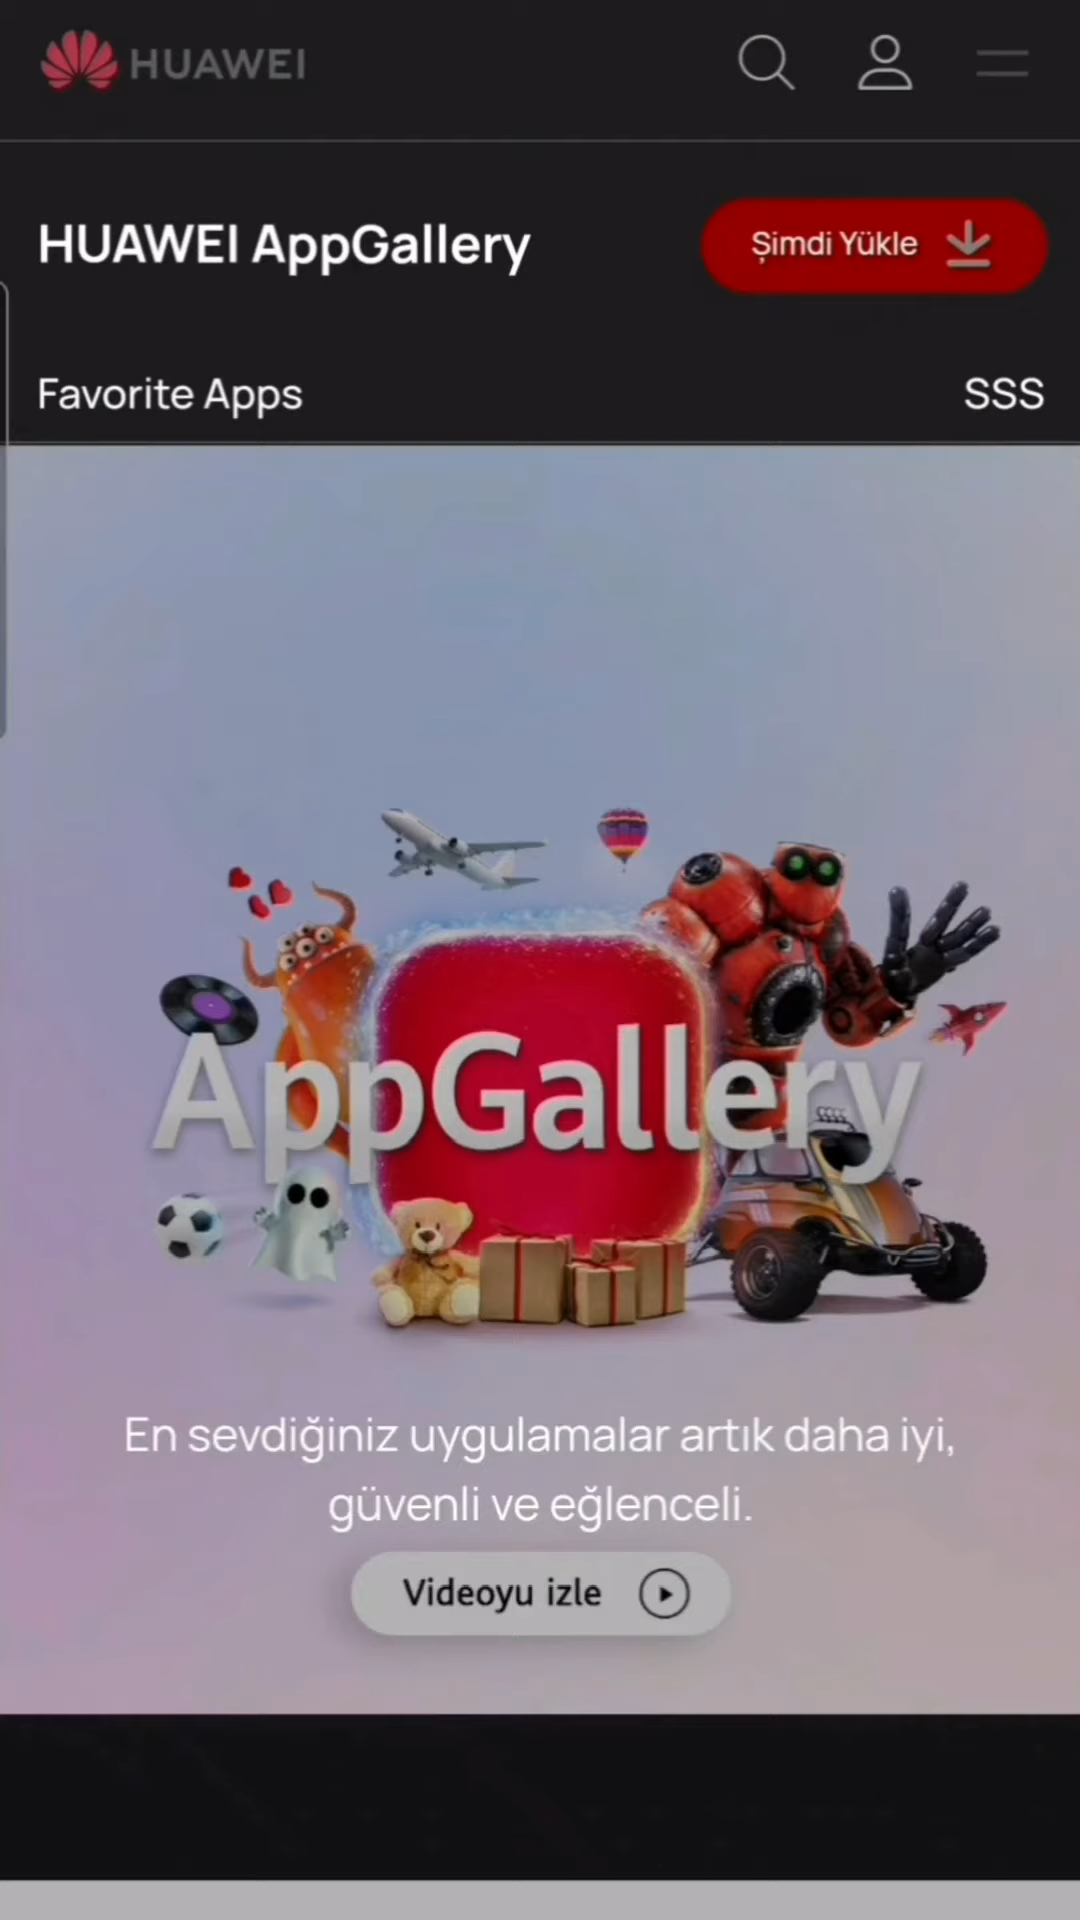 HUAWEI
HUAWEI AppGallery
Şimdi Yükle
Favorite Apps
SSS
AppGallery
En sevdiğiniz uygulamalar artık daha iyi,
güvenli ve eğlenceli.
Videoyu izle